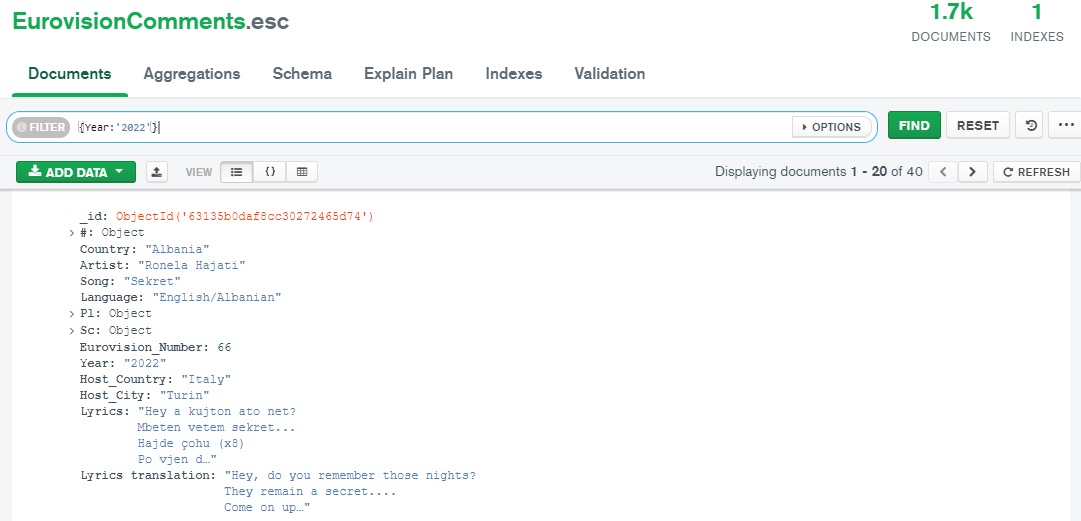 EurovisionComments.esc
1.7k
DOCUMENTS
1
INDEXES
Documents Aggregations Schema Explain Plan Indexes Validation
FILTER {Year:'2022'} OPTIONS FIND RESET
ADD DATA VIEW Displaying documents 1 - 20 of 40 REFRESH
_id: ObjectId('63135b0daf8cc30272465d74')
> #: Object
Country: "Albania"
Artist: "Ronela Hajati"
Song: "Sekret"
Language: "English/Albanian"
> Pl: Object
> Sc: Object
Eurovision_Number: 66
Year: "2022"
Host_Country: "Italy"
Host_City: "Turin"
Lyrics: "Hey a kujton ato net?
Mbeten vetem sekret...
Hajde çohu (x8)
Po vjen d…"
Lyrics translation: "Hey, do you remember those nights?
They remain a secret....
Come on up…"